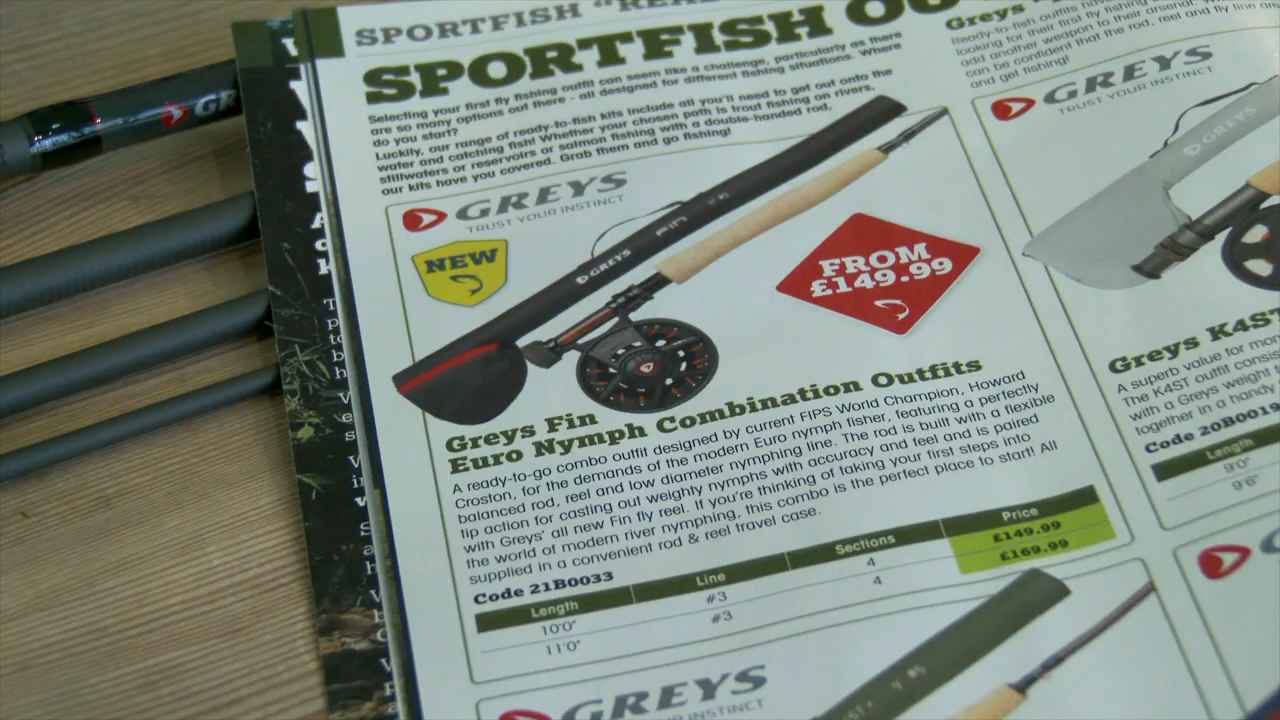 SPORTFISH "REA
SPORTFISH OU
Selecting your first fly fishing outfit can seem like a challenge, particularly as there
are so many options out there - all designed for different fishing situations. Where
do you start?
Luckily, our range of ready-to-fish kits include all you'll need to get out onto the
water and catching fish! Whether your chosen path is trout fishing on rivers,
stillwaters or reservoirs or salmon fishing with a double-handed rod,
our kits have you covered. Grab them and go fishing!
GREYS
TRUST YOUR INSTINCT
NEW
GREYS
FIN
FROM
£149.99
Greys Fin
Euro Nymph Combination Outfits
A ready-to-go combo outfit designed by current FIPS World Champion, Howard
Croston, for the demands of the modern Euro nymph fisher, featuring a perfectly
balanced rod, reel and low diameter nymphing line. The rod is built with a flexible
tip action for casting out weighty nymphs with accuracy and feel and is paired
with Greys' all new Fin fly reel. If you're thinking of taking your first steps into
the world of modern river nymphing, this combo is the perfect place to start! All
supplied in a convenient rod & reel travel case.
Code 21B0033
Length Line Sections Price
10'0" #3 4 £149.99
11'0" #3 4 £169.99
GREYS
YOUR INSTINCT
Greys
Ready-to-fish outfits
looking for their first fly fishing
add another weapon to their arsenal.
can be confident that the rod, reel and fly line are
and get fishing!
GREYS
TRUST YOUR INSTINCT
GREYS
Greys K4ST
A superb value for
The K4ST outfit
with a Greys weight
together in a handy
Code 20B0019
Length
9'0"
9'6"
GR